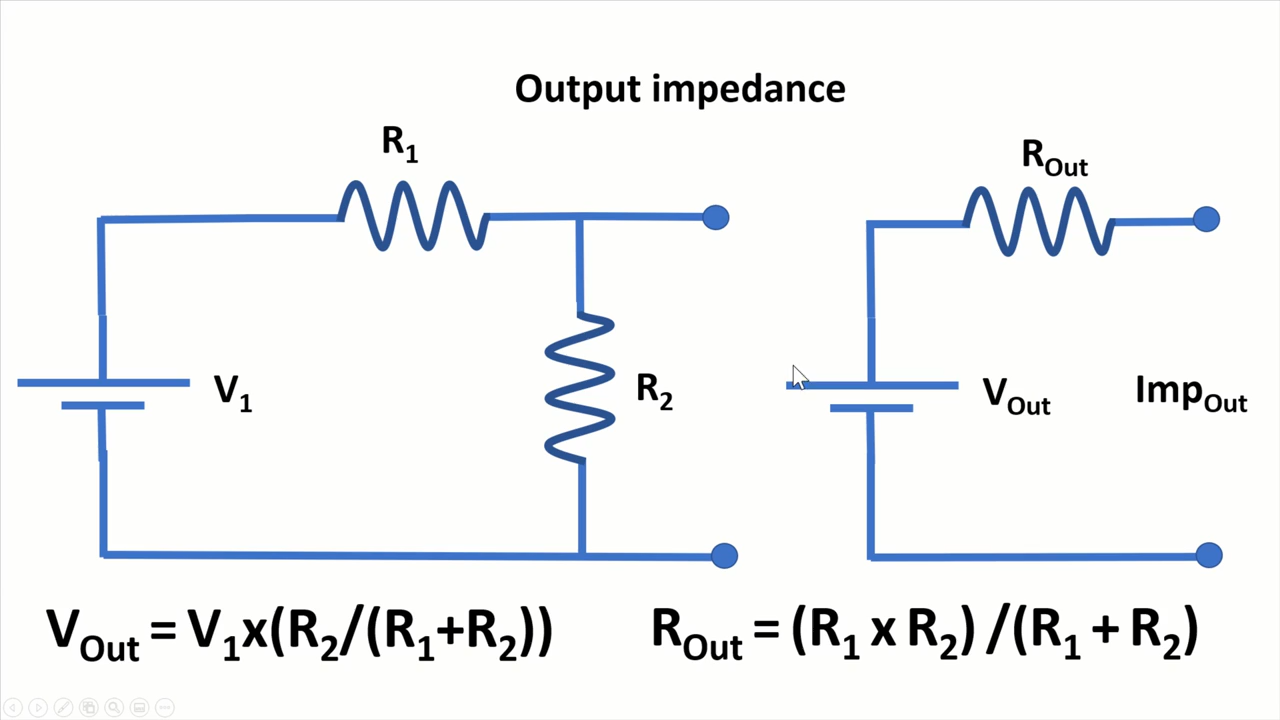 Output impedance
R1
ROut
V1
R2
VOut
ImpOut
VOut = V1x(R2/(R1+R2))
ROut = (R1 x R2) /(R1 + R2)